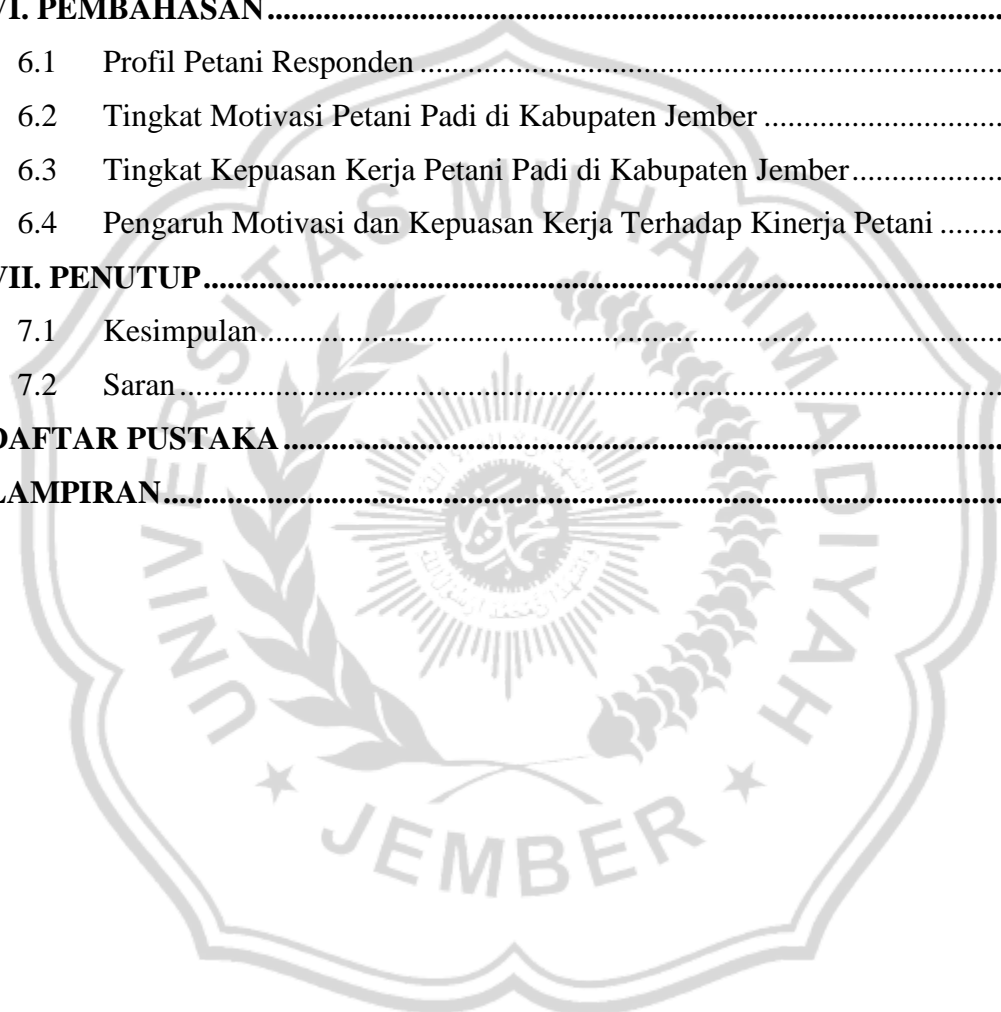 VI. PEMBAHASAN
6.1 Profil Petani Responden
6.2 Tingkat Motivasi Petani Padi di Kabupaten Jember
6.3 Tingkat Kepuasan Kerja Petani Padi di Kabupaten Jember
6.4 Pengaruh Motivasi dan Kepuasan Kerja Terhadap Kinerja Petani
VII. PENUTUP
7.1 Kesimpulan
7.2 Saran
DAFTAR PUSTAKA
LAMPIRAN
UNIVERSITAS MUHAMMADIYAH
JEMBER